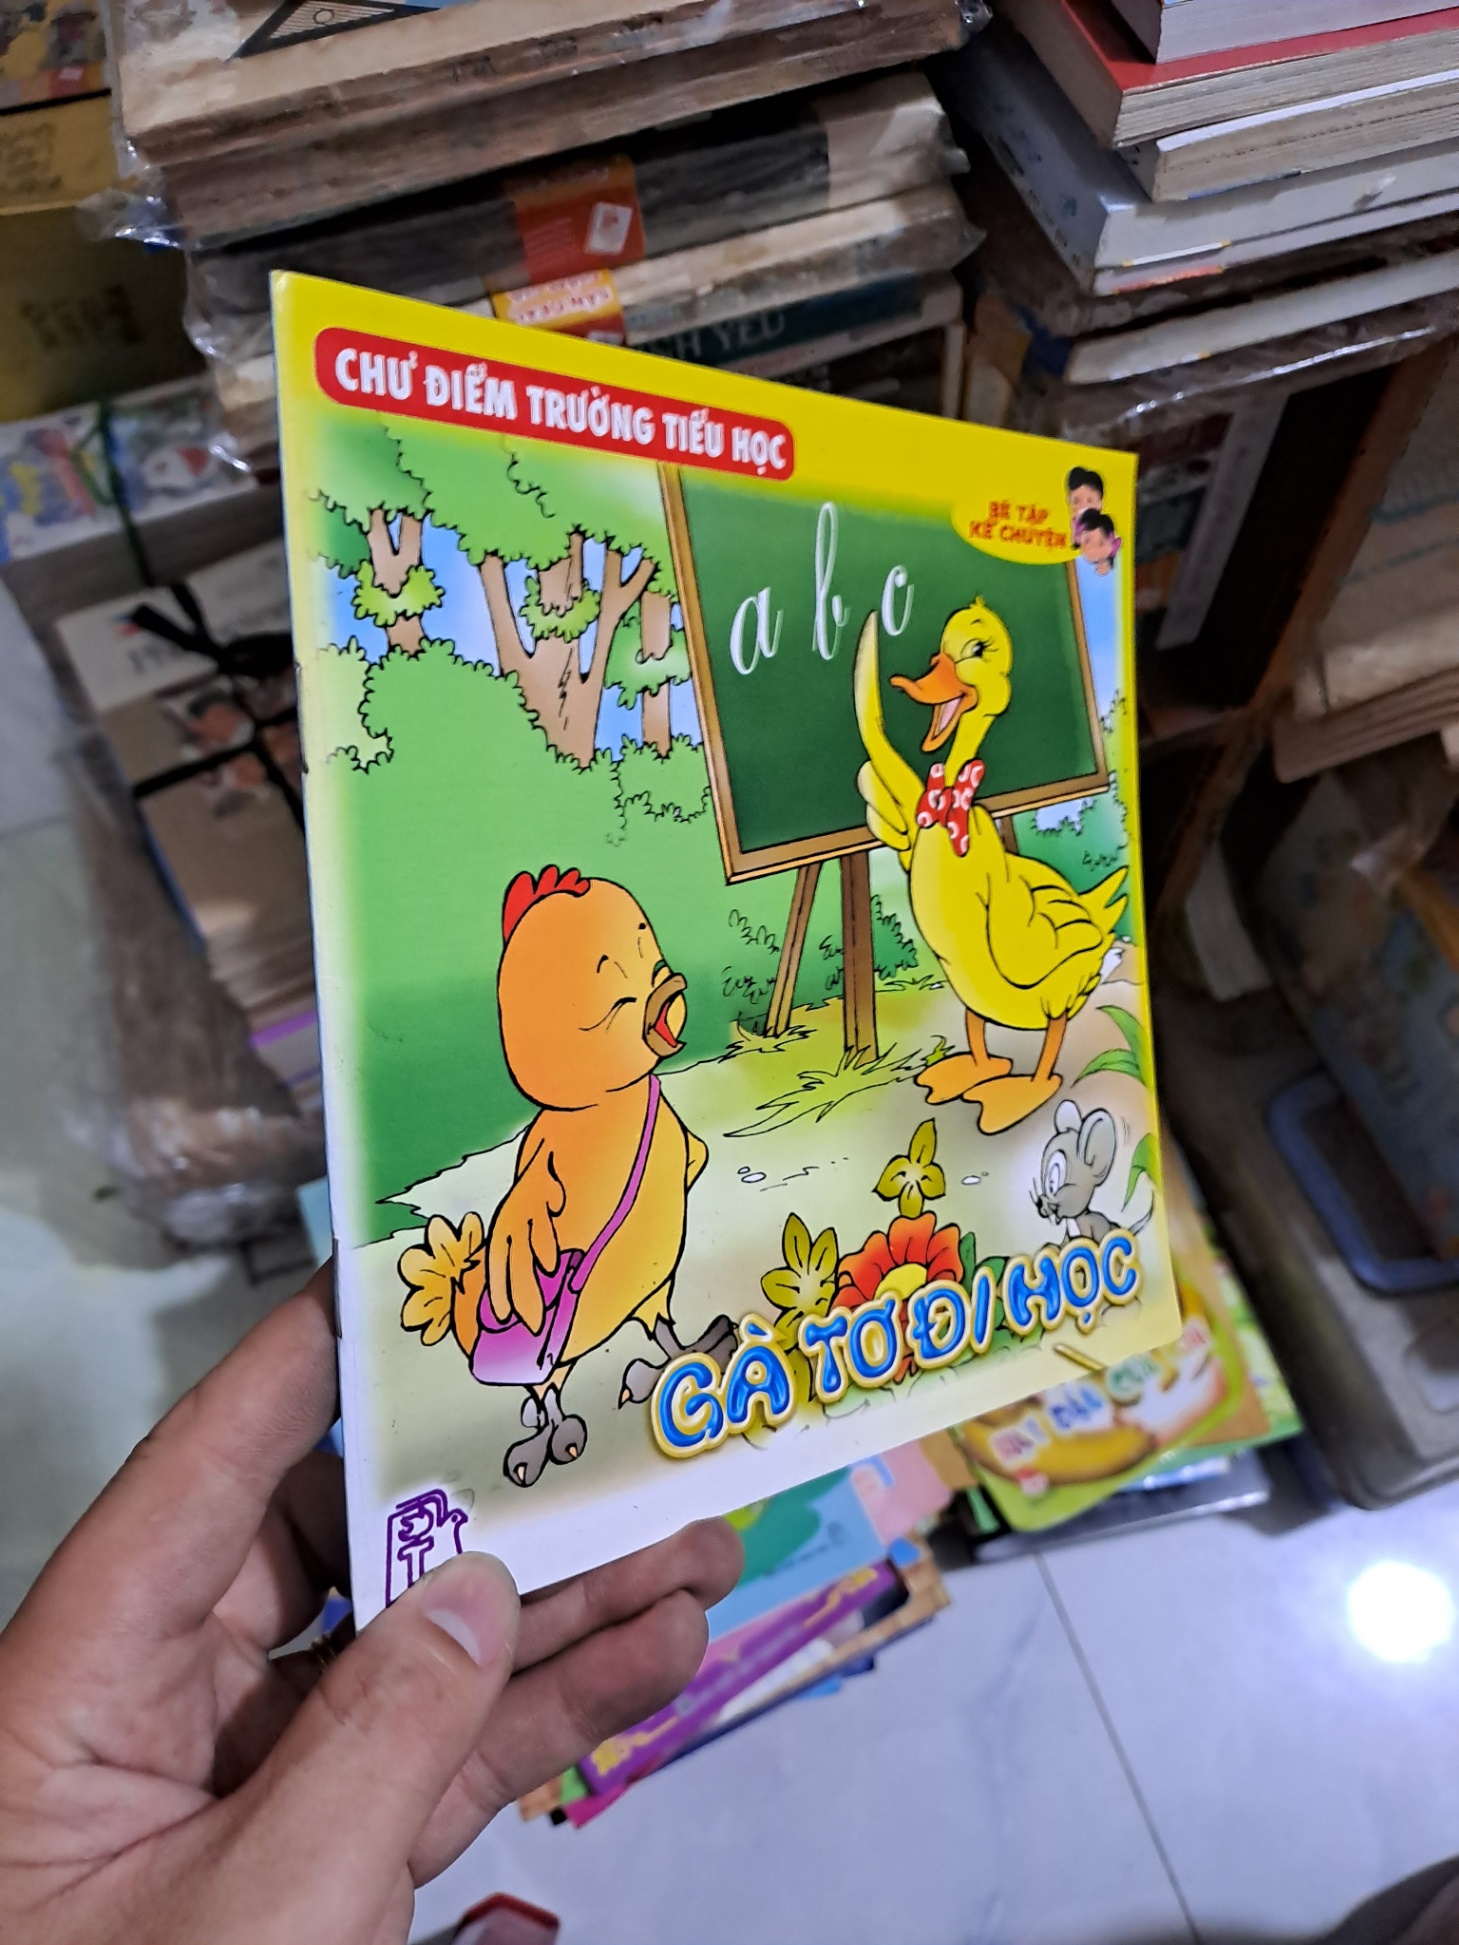 CHỦ ĐIỂM TRƯỜNG TIỂU HỌC
BÉ TẬP
KỂ CHUYỆN
a b c
GÀ TƠ ĐI HỌC